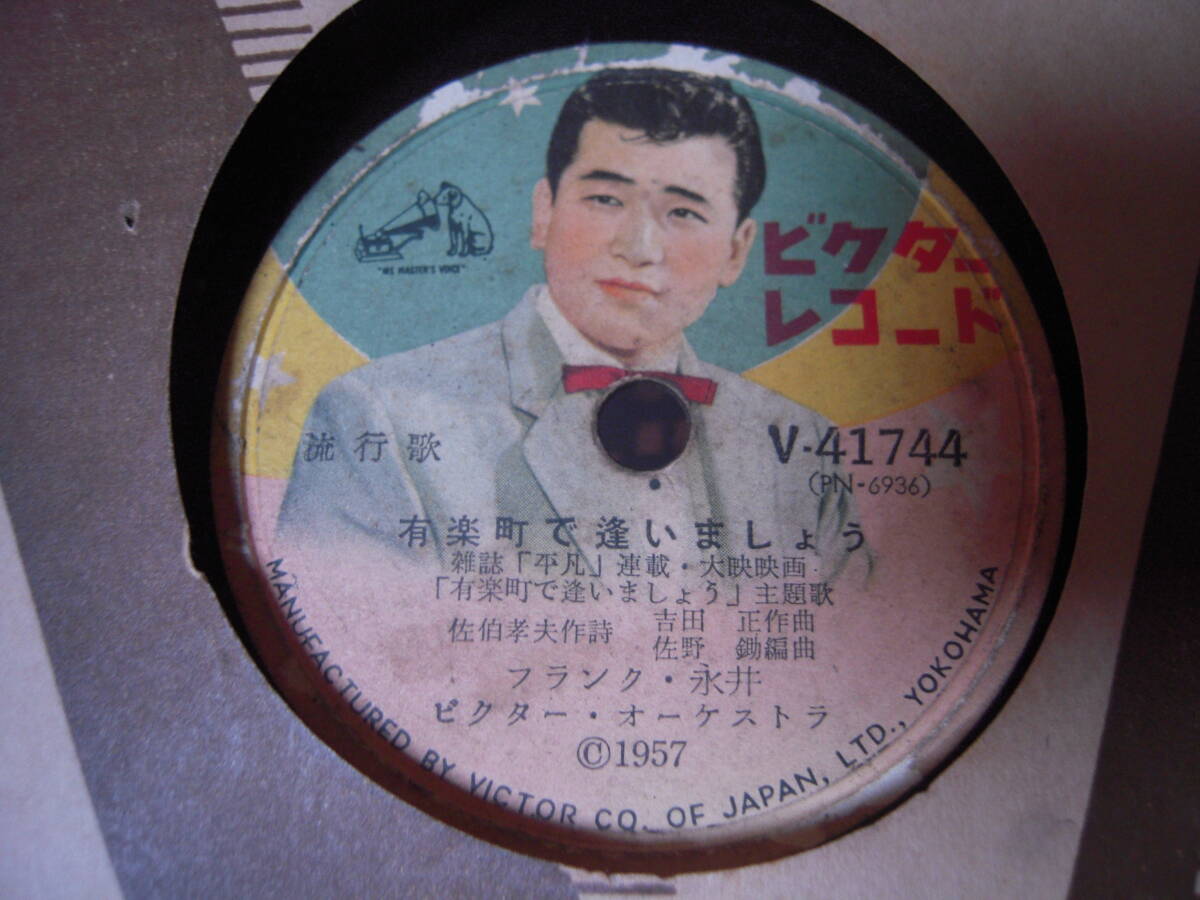 "HIS MASTER'S VOICE"
ビクター
レコード
流行歌
V-41744
(PN-6936)
有楽町で逢いましょう
雑誌「平凡」連載・大映映画
「有楽町で逢いましょう」主題歌
佐伯孝夫作詩 吉田 正作曲
佐野 鋤編曲
フランク・永井
ビクター・オーケストラ
©1957
MANUFACTURED BY VICTOR CO. OF JAPAN, LTD., YOKOHAMA